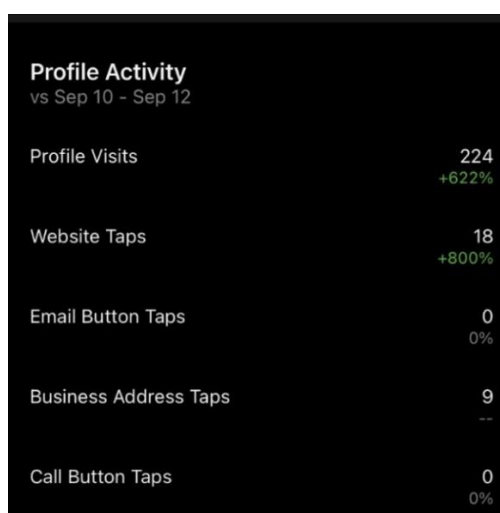 Profile Activity
vs Sep 10 - Sep 12
Profile Visits
224
+622%
Website Taps
18
+800%
Email Button Taps
0
0%
Business Address Taps
9
--
Call Button Taps
0
0%